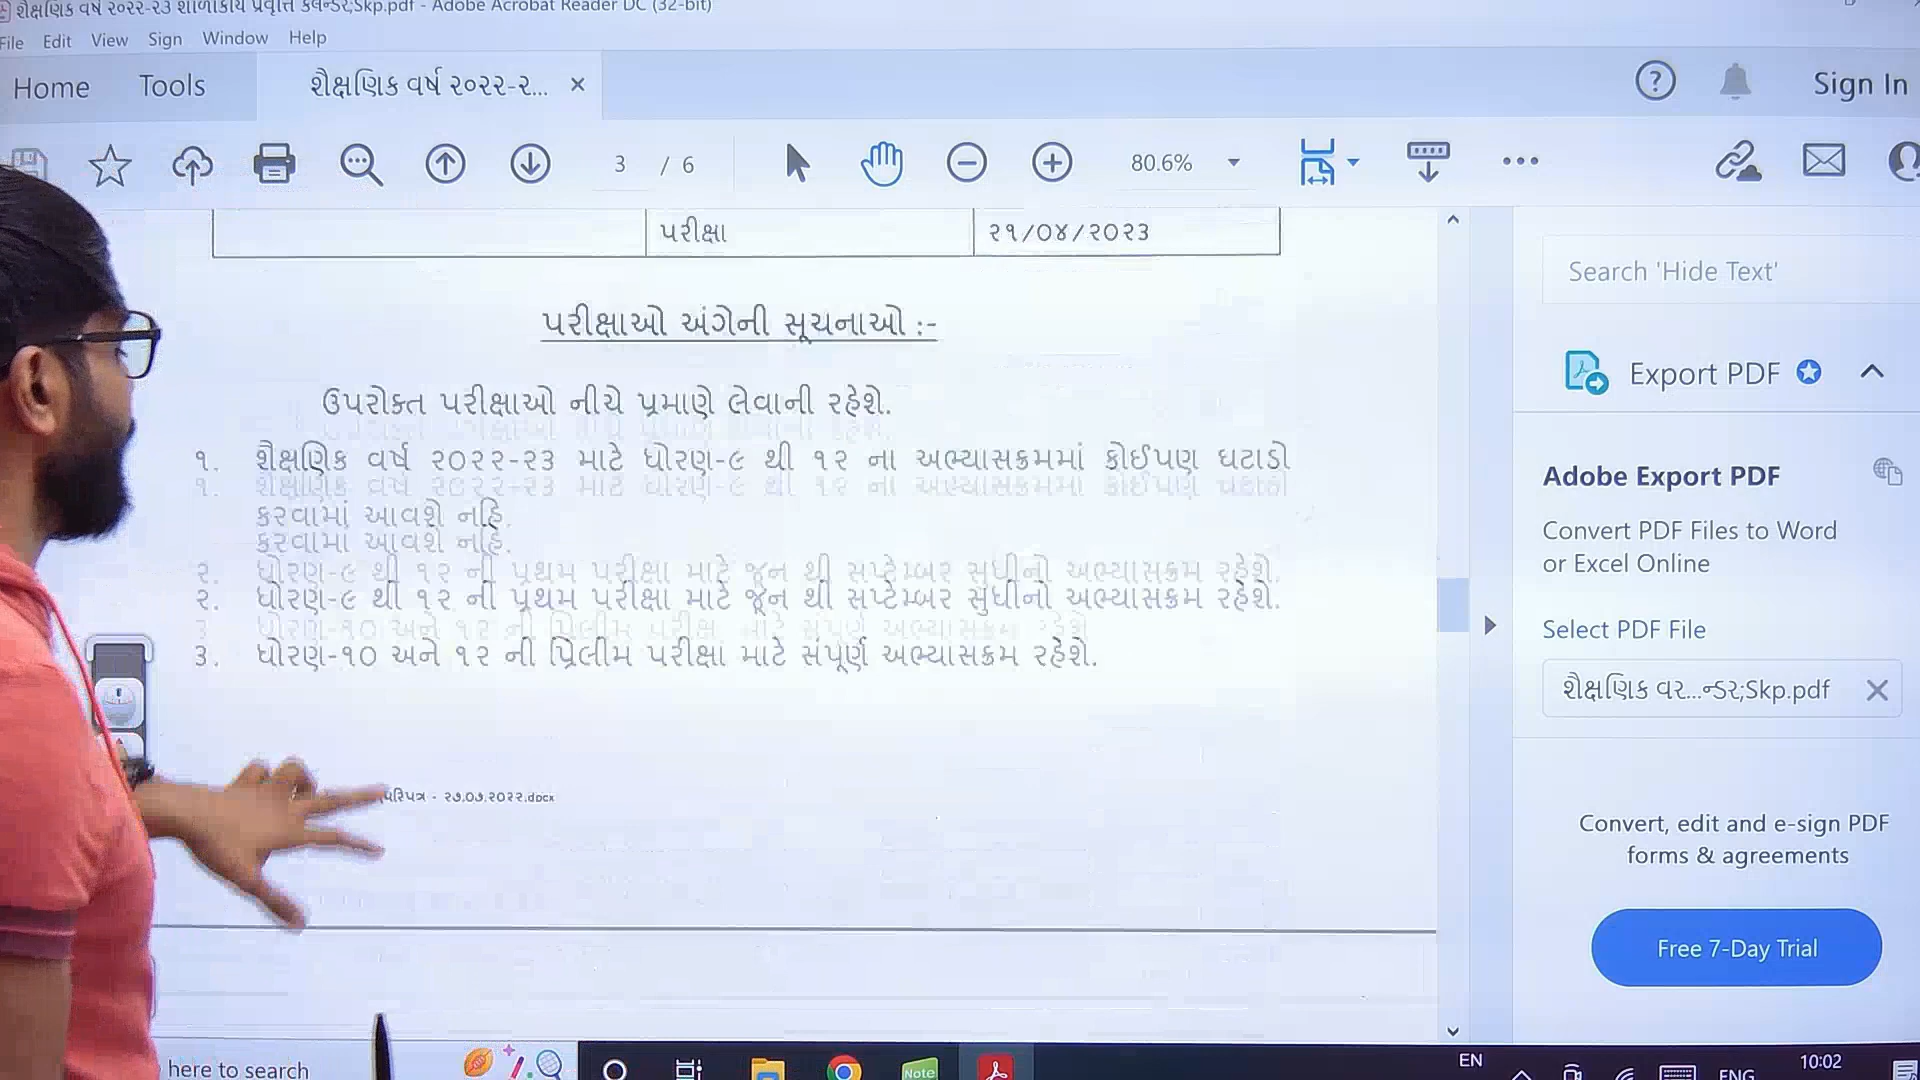 શૈક્ષણિક વર્ષ ૨૦૨૨-૨૩ શાળાકીય પ્રવૃત્તિ કેલેન્ડર;Skp.pdf - Adobe Acrobat Reader DC (32-bit)
File Edit View Sign Window Help
Home Tools શૈક્ષણિક વર્ષ ૨૦૨૨-૨... Sign In
3 / 6 80.6%
પરીક્ષા ૨૧/૦૪/૨૦૨૩
પરીક્ષાઓ અંગેની સૂચનાઓ :-
ઉપરોક્ત પરીક્ષાઓ નીચે પ્રમાણે લેવાની રહેશે.
૧. શૈક્ષણિક વર્ષ ૨૦૨૨-૨૩ માટે ધોરણ-૯ થી ૧૨ ના અભ્યાસક્રમમાં કોઈપણ ઘટાડો
કરવામાં આવશે નહિ.
૨. ધોરણ-૯ થી ૧૨ ની પ્રથમ પરીક્ષા માટે જૂન થી સપ્ટેમ્બર સુધીનો અભ્યાસક્રમ રહેશે.
૩. ધોરણ-૧૦ અને ૧૨ ની પ્રિલીમ પરીક્ષા માટે સંપૂર્ણ અભ્યાસક્રમ રહેશે.
પરિપત્ર - ૨૭.૦૭.૨૦૨૨.docx
Search 'Hide Text'
Export PDF
Adobe Export PDF
Convert PDF Files to Word
or Excel Online
Select PDF File
શૈક્ષણિક વર...ન્ડર;Skp.pdf
Convert, edit and e-sign PDF
forms & agreements
Free 7-Day Trial
here to search
Note
EN
ENG
10:02